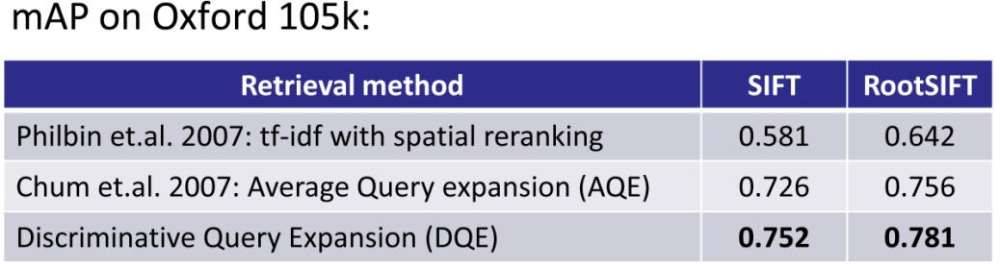 mAP on Oxford 105k:
Retrieval method SIFT RootSIFT
Philbin et.al. 2007: tf-idf with spatial reranking 0.581 0.642
Chum et.al. 2007: Average Query expansion (AQE) 0.726 0.756
Discriminative Query Expansion (DQE) 0.752 0.781